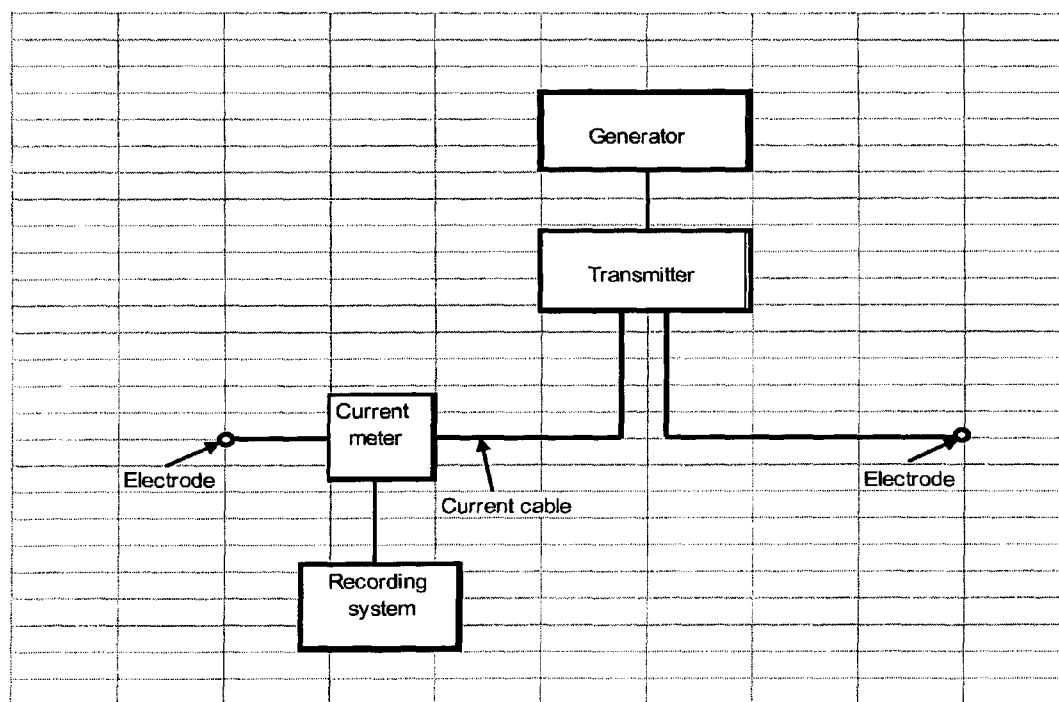 Generator
Transmitter
Current
meter
Electrode
Electrode
Current cable
Recording
system